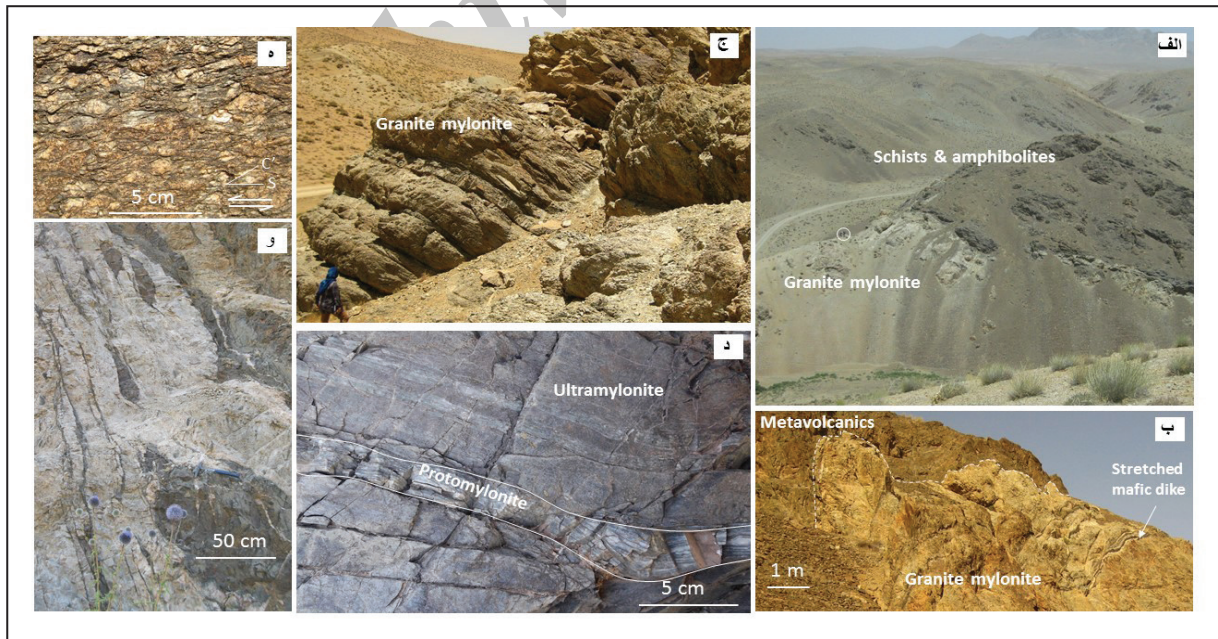 الف
Schists & amphibolites
Granite mylonite
ب
Metavolcanics
Stretched
mafic dike
1 m
Granite mylonite
ج
Granite mylonite
د
Ultramylonite
Protomylonite
5 cm
ه
C'
S
5 cm
و
50 cm